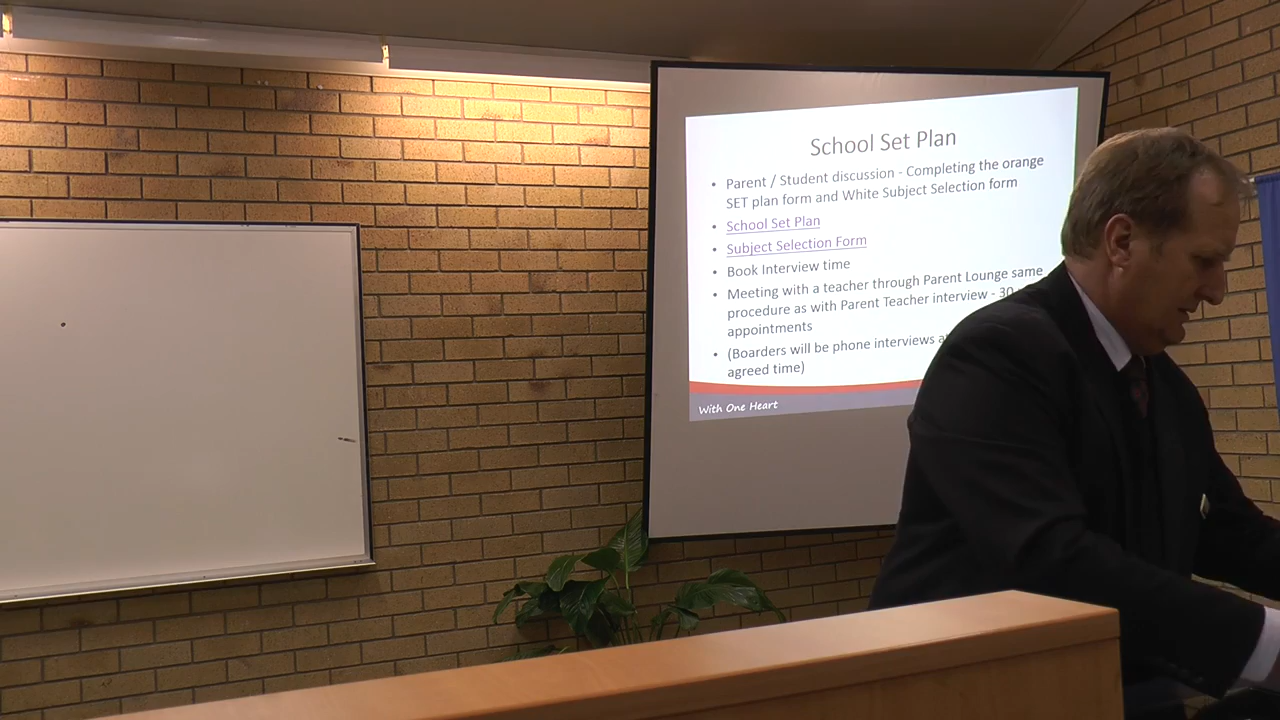 School Set Plan
• Parent / Student discussion - Completing the orange
SET plan form and White Subject Selection form
• School Set Plan
• Subject Selection Form
• Book Interview time
• Meeting with a teacher through Parent Lounge same
procedure as with Parent Teacher interview - 30
appointments
• (Boarders will be phone interviews
agreed time)
With One Heart